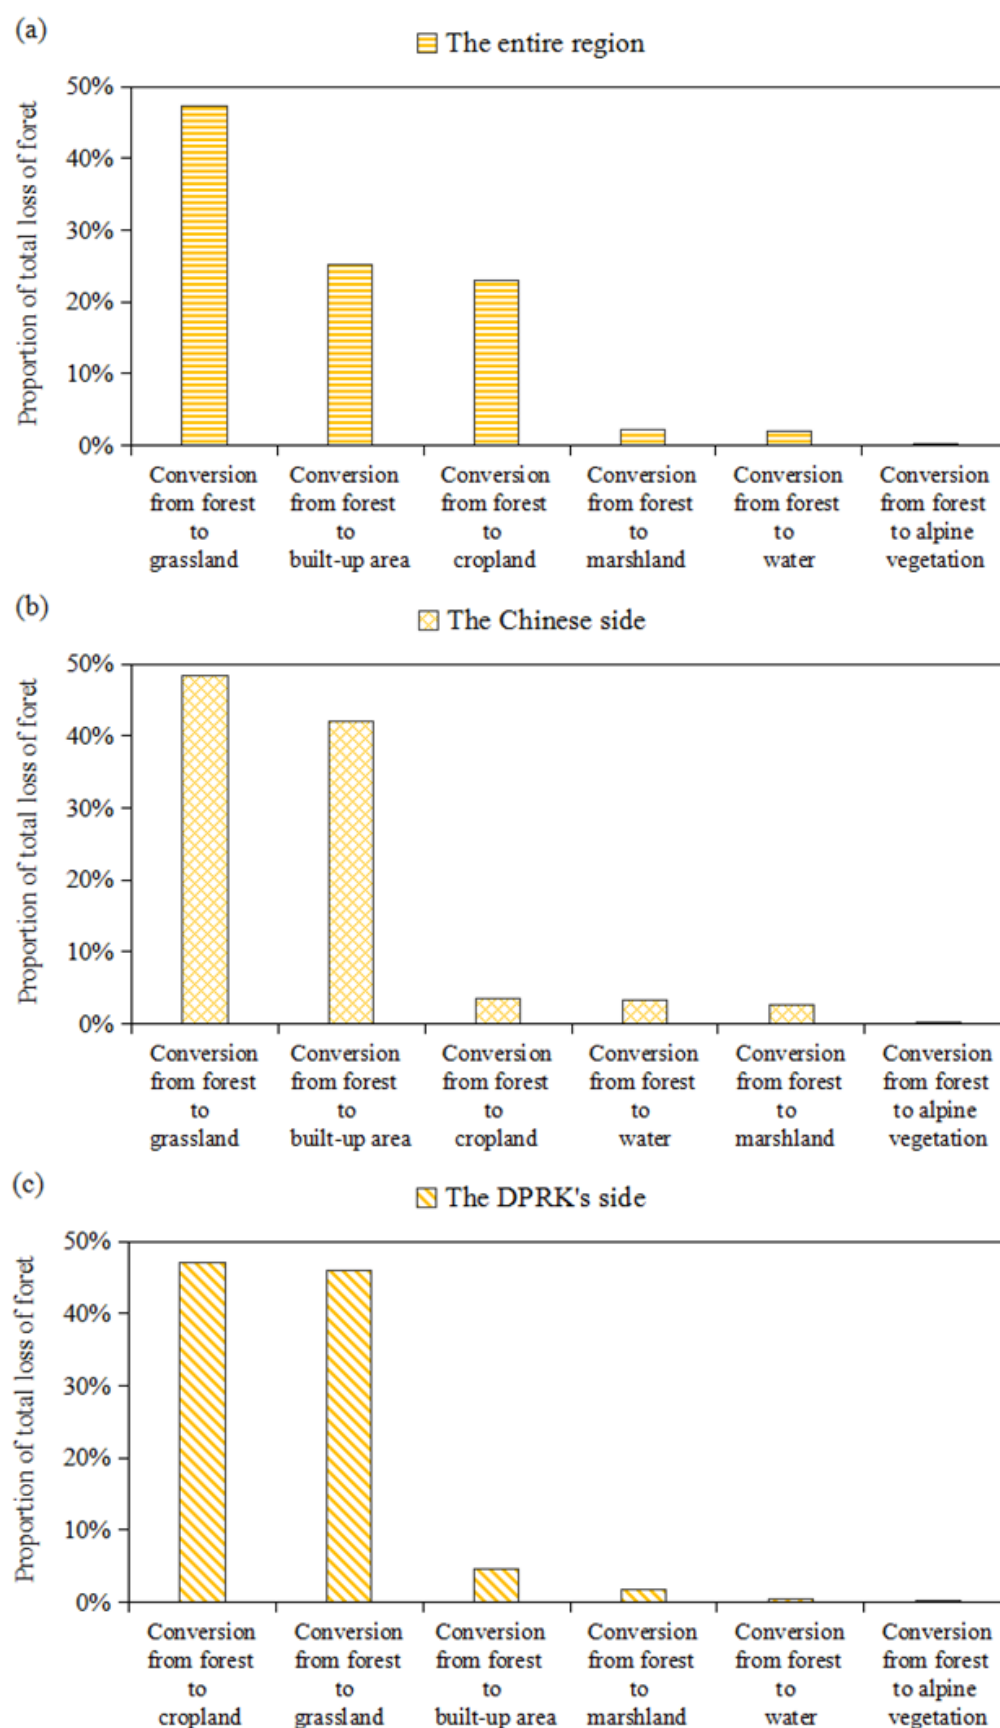 (a)
The entire region
Proportion of total loss of foret
50%
40%
30%
20%
10%
0%
Conversion from forest to grassland
Conversion from forest to built-up area
Conversion from forest to cropland
Conversion from forest to marshland
Conversion from forest to water
Conversion from forest to alpine vegetation
(b)
The Chinese side
Proportion of total loss of foret
50%
40%
30%
20%
10%
0%
Conversion from forest to grassland
Conversion from forest to built-up area
Conversion from forest to cropland
Conversion from forest to water
Conversion from forest to marshland
Conversion from forest to alpine vegetation
(c)
The DPRK's side
Proportion of total loss of foret
50%
40%
30%
20%
10%
0%
Conversion from forest to cropland
Conversion from forest to grassland
Conversion from forest to built-up area
Conversion from forest to marshland
Conversion from forest to water
Conversion from forest to alpine vegetation